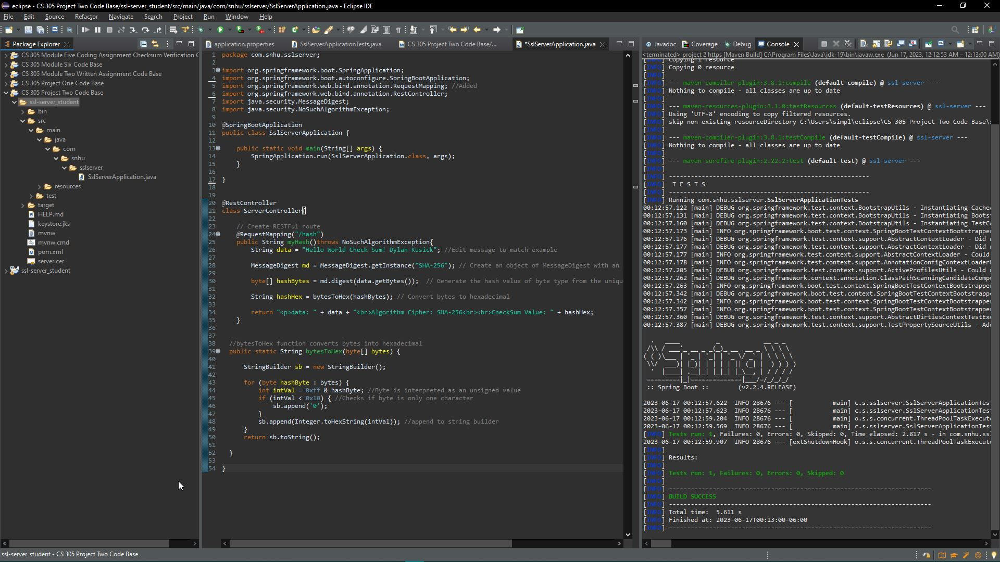 eclipse - CS 305 Project Two Code Base/ssl-server_student/src/main/java/com/snhu/sslserver/SslServerApplication.java - Eclipse IDE
File Edit Source Refactor Navigate Search Project Run Window Help
Package Explorer
CS 305 Module Five Coding Assignment Checksum Verification C
CS 305 Module Six Code Base
CS 305 Module Two Written Assignment Code Base
CS 305 Project One Code Base
CS 305 Project Two Code Base
ssl-server_student
bin
src
main
java
com
snhu
sslserver
SslServerApplication.java
resources
test
target
HELP.md
keystore.jks
mvnw
mvnw.cmd
pom.xml
server.cer
ssl-server_student
application.properties SslServerApplicationTests.java CS 305 Project Two Code Base/... *SslServerApplication.java
1 package com.snhu.sslserver;
2
3 import org.springframework.boot.SpringApplication;
4 import org.springframework.boot.autoconfigure.SpringBootApplication;
5 import org.springframework.web.bind.annotation.RequestMapping; //Added
6 import org.springframework.web.bind.annotation.RestController;
7 import java.security.MessageDigest;
8 import java.security.NoSuchAlgorithmException;
9
10 @SpringBootApplication
11 public class SslServerApplication {
12
13 public static void main(String[] args) {
14 SpringApplication.run(SslServerApplication.class, args);
15 }
16
17 }
18
19
20 @RestController
21 class ServerController{
22
23 // Create RESTFul route
24 @RequestMapping("/hash")
25 public String myHash()throws NoSuchAlgorithmException{
26 String data = "Hello World Check Sum! Dylan Kusick"; //Edit message to match example
27
28 MessageDigest md = MessageDigest.getInstance("SHA-256"); // Create an object of MessageDigest with an
29
30 byte[] hashBytes = md.digest(data.getBytes()); // Generate the hash value of byte type from the uniqu
31
32 String hashHex = bytesToHex(hashBytes); // Convert bytes to hexadecimal
33
34 return "<p>data: " + data + "<br>Algorithm Cipher: SHA-256<br><br>CheckSum Value: " + hashHex;
35 }
36
37
38 //bytesToHex function converts bytes into hexadecimal
39 public static String bytesToHex(byte[] bytes) {
40
41 StringBuilder sb = new StringBuilder();
42
43 for (byte hashByte : bytes) {
44 int intVal = 0xff & hashByte; //Byte is interpreted as an unsigned value
45 if (intVal < 0x10) { //Checks if byte is only one character
46 sb.append('0');
47 }
48 sb.append(Integer.toHexString(intVal)); //append to string builder
49 }
50 return sb.toString();
51
52 }
53
54 }
Javadoc Coverage Debug Console
<terminated> project 2 https [Maven Build] C:\Program Files\Java\jdk-19\bin\javaw.exe (Jun 17, 2023, 12:12:53 AM – 12:13:00 AM)
[INFO] Copying 1 resource
[INFO] Copying 0 resource
[INFO]
[INFO] --- maven-compiler-plugin:3.8.1:compile (default-compile) @ ssl-server ---
[INFO] Nothing to compile - all classes are up to date
[INFO]
[INFO] --- maven-resources-plugin:3.1.0:testResources (default-testResources) @ ssl-server ---
[INFO] Using 'UTF-8' encoding to copy filtered resources.
[INFO] skip non existing resourceDirectory C:\Users\simpl\eclipse\CS 305 Project Two Code Base\
[INFO]
[INFO] --- maven-compiler-plugin:3.8.1:testCompile (default-testCompile) @ ssl-server ---
[INFO] Nothing to compile - all classes are up to date
[INFO]
[INFO] --- maven-surefire-plugin:2.22.2:test (default-test) @ ssl-server ---
[INFO]
[INFO] -------------------------------------------------------
[INFO] T E S T S
[INFO] -------------------------------------------------------
[INFO] Running com.snhu.sslserver.SslServerApplicationTests
00:12:57.122 [main] DEBUG org.springframework.test.context.BootstrapUtils - Instantiating Cache
00:12:57.131 [main] DEBUG org.springframework.test.context.BootstrapUtils - Instantiating Boots
00:12:57.160 [main] DEBUG org.springframework.test.context.BootstrapUtils - Instantiating TestC
00:12:57.173 [main] INFO org.springframework.boot.test.context.SpringBootTestContextBootstrappe
00:12:57.176 [main] DEBUG org.springframework.test.context.support.AbstractContextLoader - Did
00:12:57.177 [main] DEBUG org.springframework.test.context.support.AbstractContextLoader - Did
00:12:57.177 [main] INFO org.springframework.test.context.support.AbstractContextLoader - Could
00:12:57.178 [main] INFO org.springframework.test.context.support.AnnotationConfigContextLoader
00:12:57.205 [main] DEBUG org.springframework.test.context.support.ActiveProfilesUtils - Could
00:12:57.262 [main] DEBUG org.springframework.context.annotation.ClassPathScanningCandidateComp
00:12:57.263 [main] INFO org.springframework.boot.test.context.SpringBootTestContextBootstrappe
00:12:57.342 [main] DEBUG org.springframework.boot.test.context.SpringBootTestContextBootstrappe
00:12:57.342 [main] INFO org.springframework.boot.test.context.SpringBootTestContextBootstrappe
00:12:57.357 [main] INFO org.springframework.boot.test.context.SpringBootTestContextBootstrappe
00:12:57.360 [main] DEBUG org.springframework.test.context.support.AbstractDirtiesContextTestEx
00:12:57.387 [main] DEBUG org.springframework.test.context.support.TestPropertySourceUtils - Ad
:: Spring Boot :: (v2.2.4.RELEASE)
2023-06-17 00:12:57.622 INFO 28676 --- [ main] c.s.sslserver.SslServerApplicationTes
2023-06-17 00:12:57.623 INFO 28676 --- [ main] c.s.sslserver.SslServerApplicationTes
2023-06-17 00:12:59.204 INFO 28676 --- [ main] o.s.s.concurrent.ThreadPoolTaskExecut
2023-06-17 00:12:59.569 INFO 28676 --- [ main] c.s.sslserver.SslServerApplicationTes
[INFO] Tests run: 1, Failures: 0, Errors: 0, Skipped: 0, Time elapsed: 2.817 s - in com.snhu.ss
2023-06-17 00:12:59.907 INFO 28676 --- [extShutdownHook] o.s.s.concurrent.ThreadPoolTaskExecut
[INFO]
[INFO] Results:
[INFO]
[INFO] Tests run: 1, Failures: 0, Errors: 0, Skipped: 0
[INFO]
[INFO] ------------------------------------------------------------------------
[INFO] BUILD SUCCESS
[INFO] ------------------------------------------------------------------------
[INFO] Total time: 5.611 s
[INFO] Finished at: 2023-06-17T00:13:00-06:00
[INFO] ------------------------------------------------------------------------
ssl-server_student - CS 305 Project Two Code Base